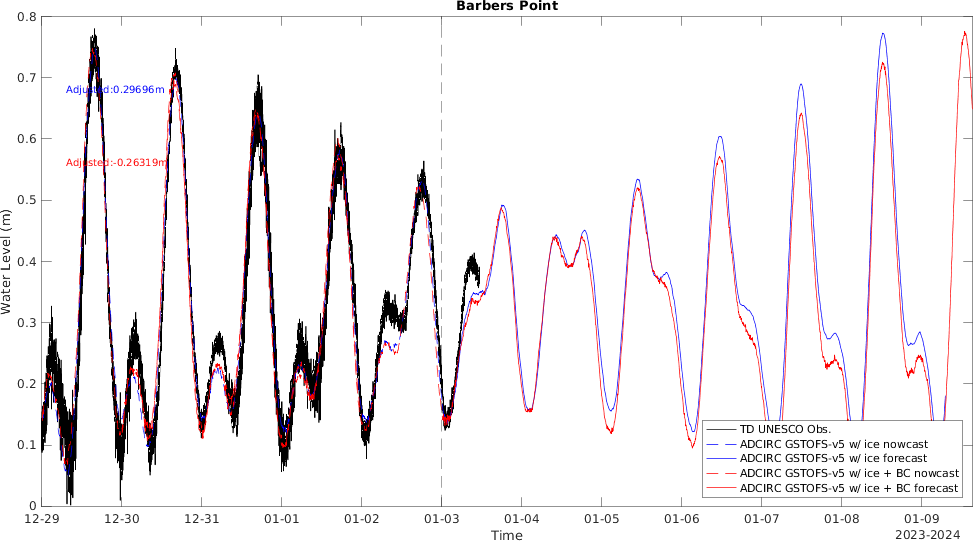 Barbers Point
0.8
0.7
Adjusted:0.29696m
0.6
Adjusted:-0.26319m
0.5
0.4
Water Level (m)
0.3
0.2
0.1
TD UNESCO Obs.
ADCIRC GSTOFS-v5 w/ ice nowcast
ADCIRC GSTOFS-v5 w/ ice forecast
ADCIRC GSTOFS-v5 w/ ice + BC nowcast
ADCIRC GSTOFS-v5 w/ ice + BC forecast
0
12-29 12-30 12-31 01-01 01-02 01-03 01-04 01-05 01-06 01-07 01-08 01-09
Time
2023-2024